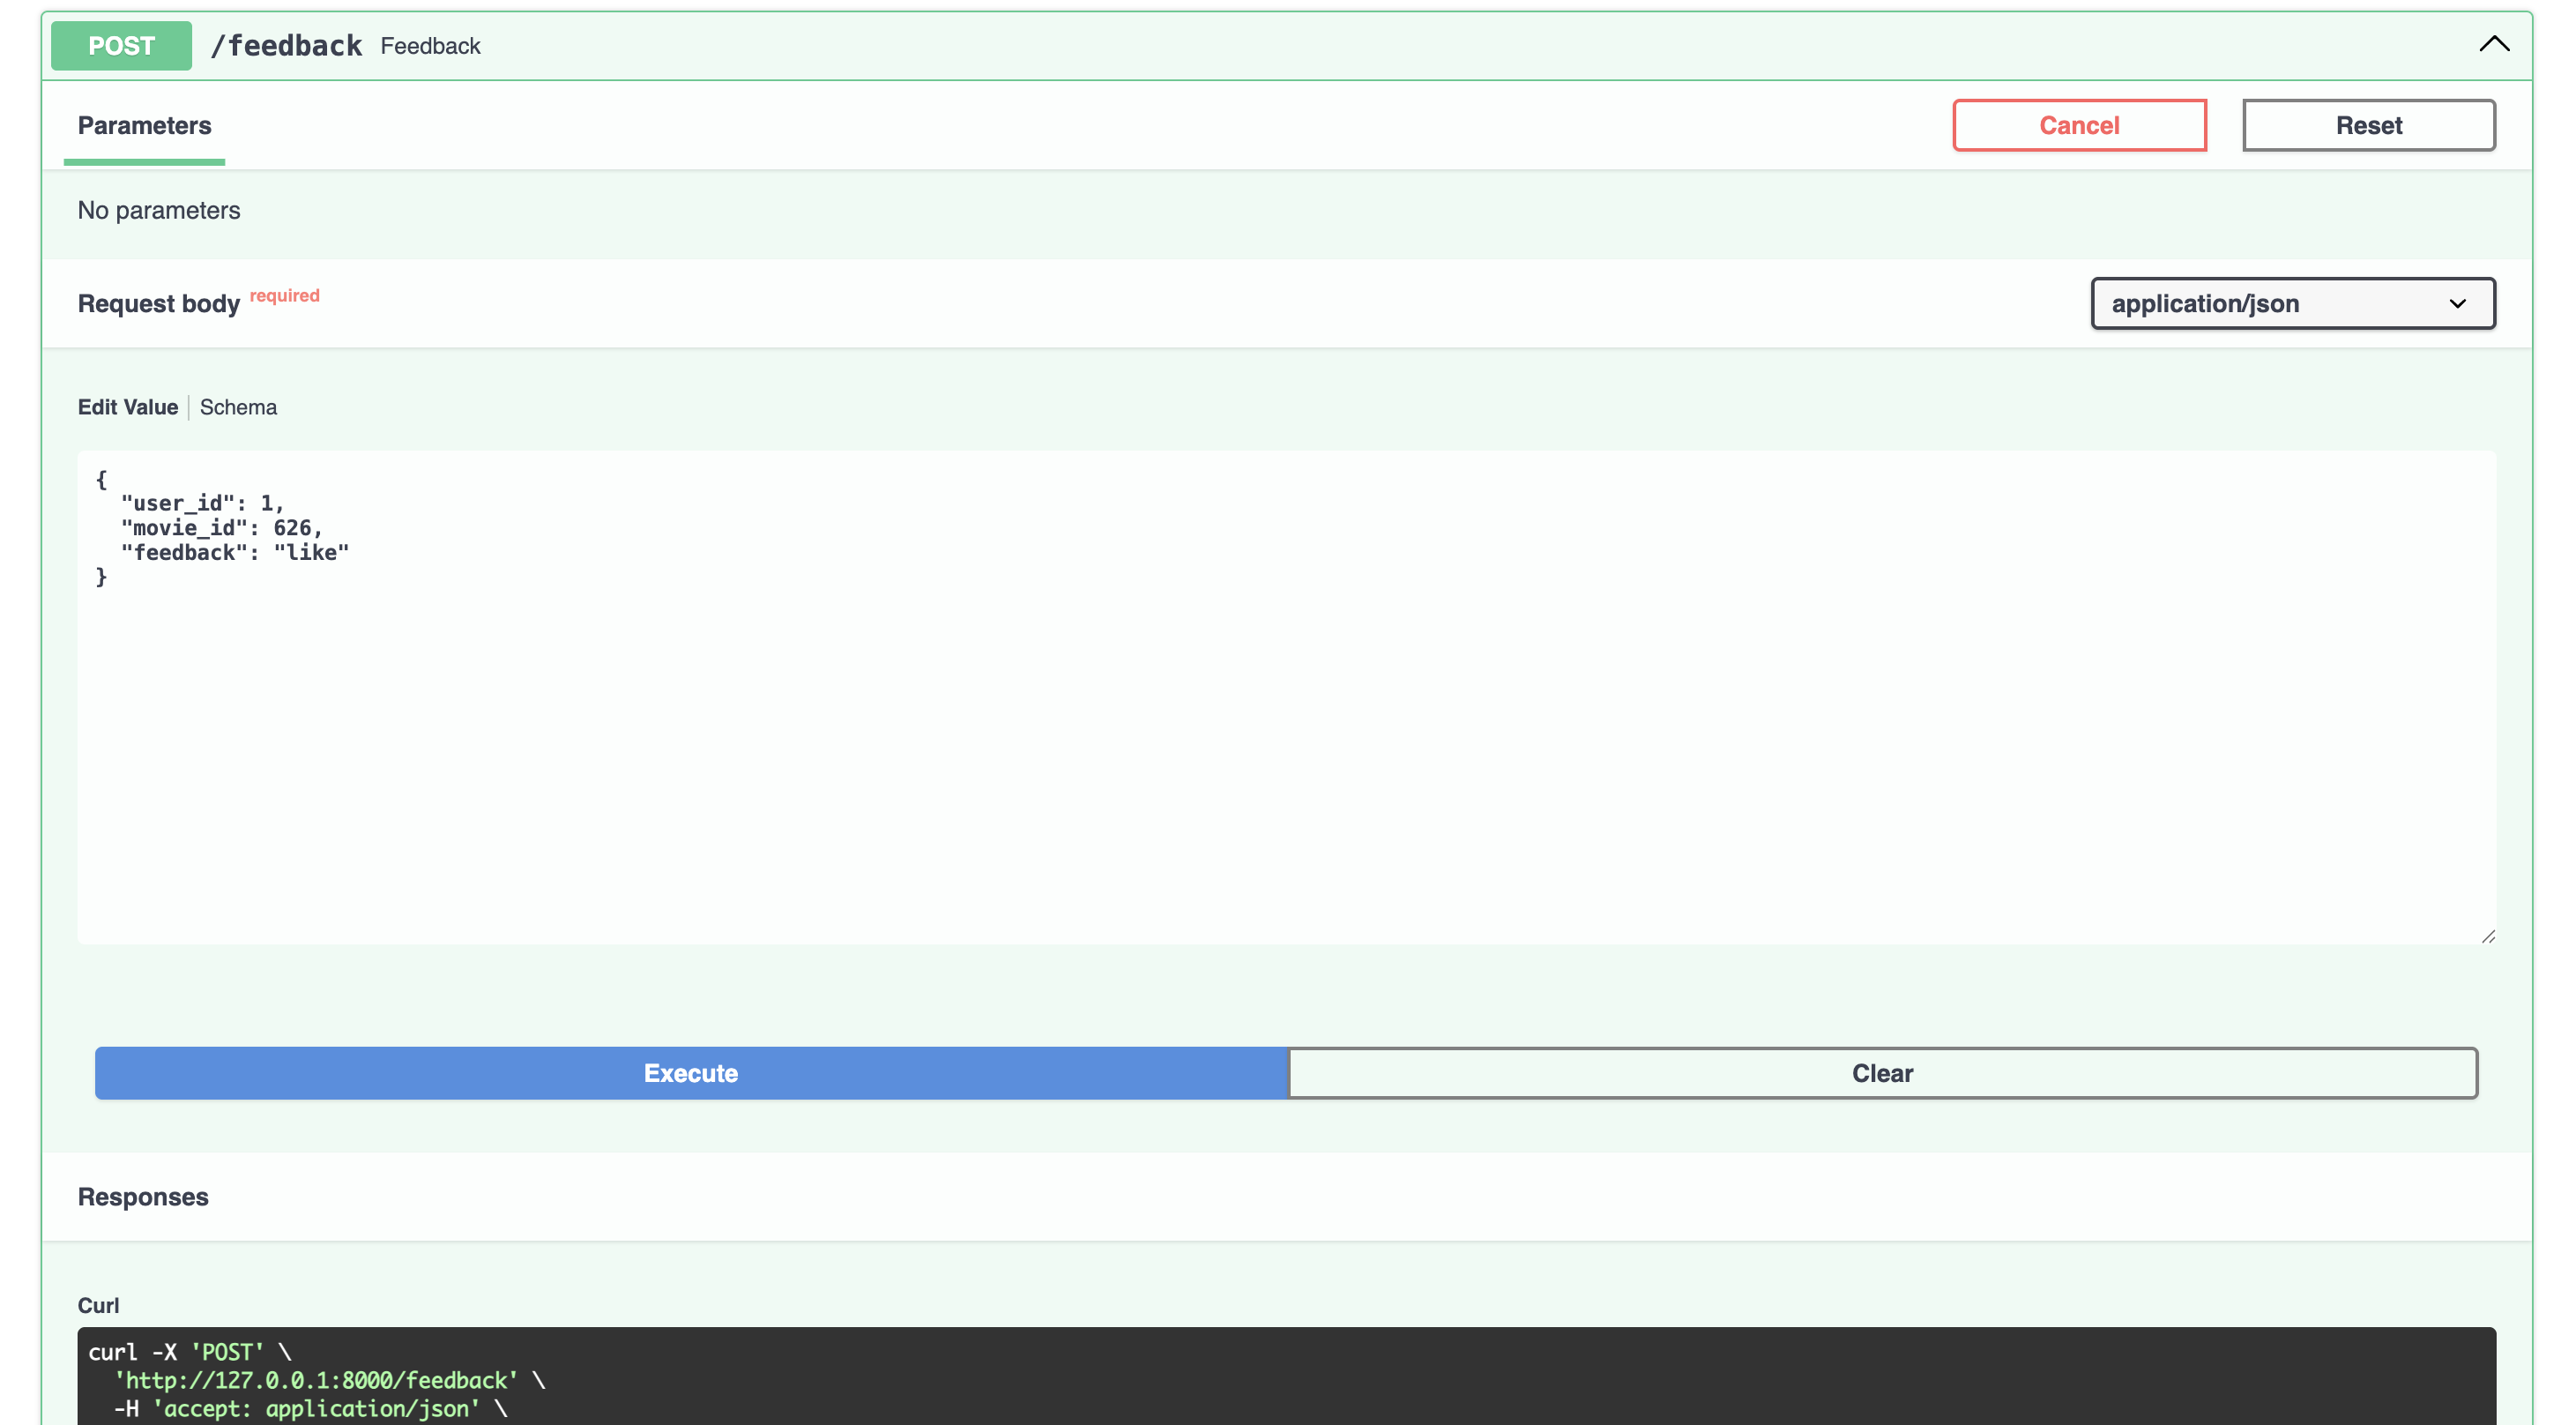 POST /feedback Feedback
Parameters
Cancel
Reset
No parameters
Request body required
application/json
Edit Value
Schema
{
  "user_id": 1,
  "movie_id": 626,
  "feedback": "like"
}
Execute
Clear
Responses
Curl
curl -X 'POST' \
  'http://127.0.0.1:8000/feedback' \
  -H 'accept: application/json' \